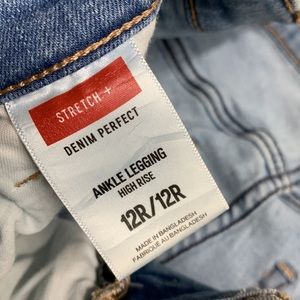 STRETCH +
DENIM PERFECT
ANKLE LEGGING
HIGH RISE
12R/12R
MADE IN BANGLADESH
FABRIQUÉ AU BANGLADESH